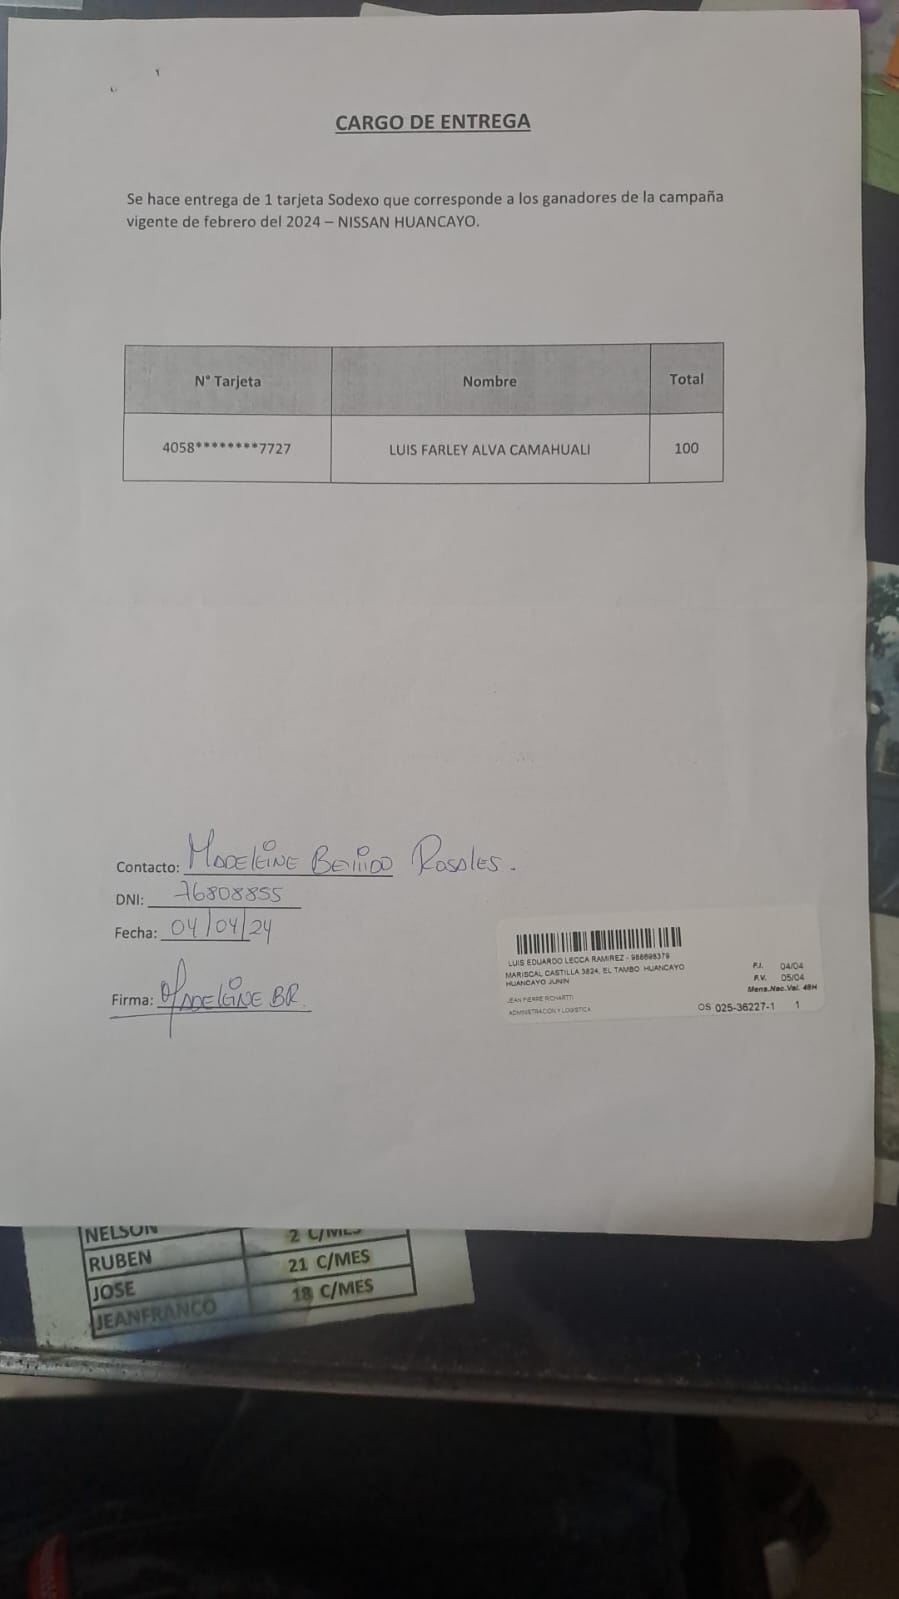 CARGO DE ENTREGA
Se hace entrega de 1 tarjeta Sodexo que corresponde a los ganadores de la campaña
vigente de febrero del 2024 – NISSAN HUANCAYO.
N° Tarjeta Nombre Total
4058********7727 LUIS FARLEY ALVA CAMAHUALI 100
Contacto: MADELEINE Rosales.
DNI: 76808855
Fecha: 04/04/24
Firma: MADELEINE BR.
LUIS EDUARDO LECCA RAMIREZ - 988698379
MARISCAL CASTILLA 3824, EL TAMBO. HUANCAYO
HUANCAYO JUNIN
JEAN PIERRE RICHARTTI
ADMINISTRACION Y LOGISTICA
P.I. 04/04
P.V. 05/04
Mens.Nac.Val. 48H
OS 025-36227-1 1
NELSON 2 C/MES
RUBEN 21 C/MES
JOSE 18 C/MES
JEANFRANCO